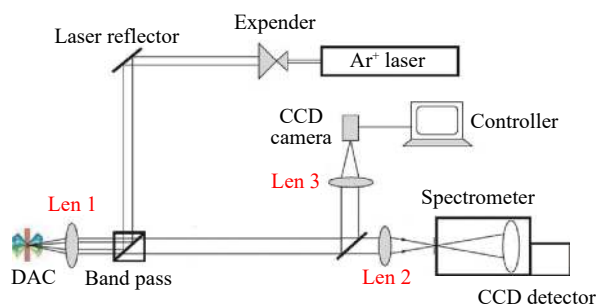 Expender
Laser reflector
Ar+ laser
CCD
camera
Controller
Len 3
Len 1
Spectrometer
DAC
Band pass
Len 2
CCD detector